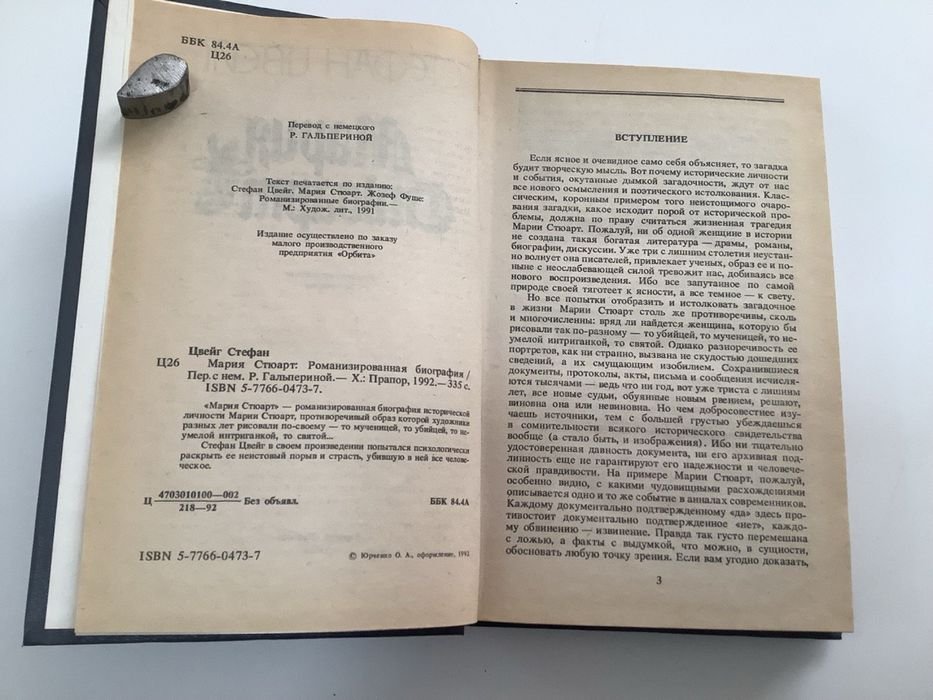 ББК 84.4А
Ц26
Перевод с немецкого
Р. ГАЛЬПЕРИНОЙ
Текст печатается по изданию:
Стефан Цвейг. Мария Стюарт. Жозеф Фуше:
Романизированные биографии.—
М.: Худож. лит., 1991
Издание осуществлено по заказу
малого производственного
предприятия «Орбита»
Цвейг Стефан
Ц26 Мария Стюарт: Романизированная биография /
Пер. с нем. Р. Гальпериной.— Х.: Прапор, 1992.—335 с.
ISBN 5-7766-0473-7.
«Мария Стюарт» — романизированная биография исторической
личности Марии Стюарт, противоречивый образ которой художники
разных лет рисовали по-своему — то мученицей, то убийцей, то не-
умелой интриганкой, то святой...
Стефан Цвейг в своем произведении попытался психологически
раскрыть ее неистовый порыв и страсть, убившую в ней все челове-
ческое.
Ц 4703010100—002 Без объявл. ББК 84.4А
218—92
ISBN 5-7766-0473-7
© Юрченко О. А., оформление, 1992
ВСТУПЛЕНИЕ
Если ясное и очевидное само себя объясняет, то загадка
будит творческую мысль. Вот почему исторические личности
и события, окутанные дымкой загадочности, ждут от нас
все нового осмысления и поэтического истолкования. Клас-
сическим, коронным примером того неистощимого очаро-
вания загадки, какое исходит порой от исторической про-
блемы, должна по праву считаться жизненная трагедия
Марии Стюарт. Пожалуй, ни об одной женщине в истории
не создана такая богатая литература — драмы, романы,
биографии, дискуссии. Уже три с лишним столетия неустан-
но волнует она писателей, привлекает ученых, образ ее и по-
ныне с неослабевающей силой тревожит нас, добиваясь все
нового воспроизведения. Ибо все запутанное по самой
природе своей тяготеет к ясности, а все темное — к свету.
Но все попытки отобразить и истолковать загадочное
в жизни Марии Стюарт столь же противоречивы, сколь
и многочисленны: вряд ли найдется женщина, которую бы
рисовали так по-разному — то убийцей, то мученицей, то не-
умелой интриганкой, то святой. Однако разноречивость ее
портретов, как ни странно, вызвана не скудостью дошедших
сведений, а их смущающим изобилием. Сохранившиеся
документы, протоколы, акты, письма и сообщения исчисля-
ются тысячами — ведь что ни год, вот уже триста с лишним
лет, все новые судьи, обуянные новым рвением, решают,
виновна она или невиновна. Но чем добросовестнее изу-
чаешь источники, тем с большей грустью убеждаешься
в сомнительности всякого исторического свидетельства
вообще (а стало быть, и изображения). Ибо ни тщательно
удостоверенная давность документа, ни его архивная под-
линность еще не гарантируют его надежности и человече-
ской правдивости. На примере Марии Стюарт, пожалуй,
особенно видно, с какими чудовищными расхождениями
описывается одно и то же событие в анналах современников.
Каждому документально подтвержденному «да» здесь про-
тивостоит документально подтвержденное «нет», каждо-
му обвинению — извинение. Правда так густо перемешана
с ложью, а факты с выдумкой, что можно, в сущности,
обосновать любую точку зрения. Если вам угодно доказать,
3